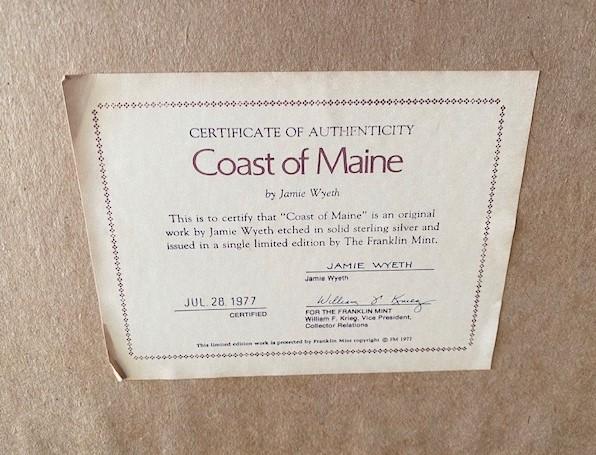 CERTIFICATE OF AUTHENTICITY
Coast of Maine
by Jamie Wyeth
This is to certify that "Coast of Maine" is an original
work by Jamie Wyeth etched in solid sterling silver and
issued in a single limited edition by The Franklin Mint.
JAMIE WYETH
Jamie Wyeth
JUL. 28. 1977
CERTIFIED
William F. Krieg
FOR THE FRANKLIN MINT
William F. Krieg, Vice President,
Collector Relations
This limited edition work is protected by Franklin Mint copyright © FM 1977